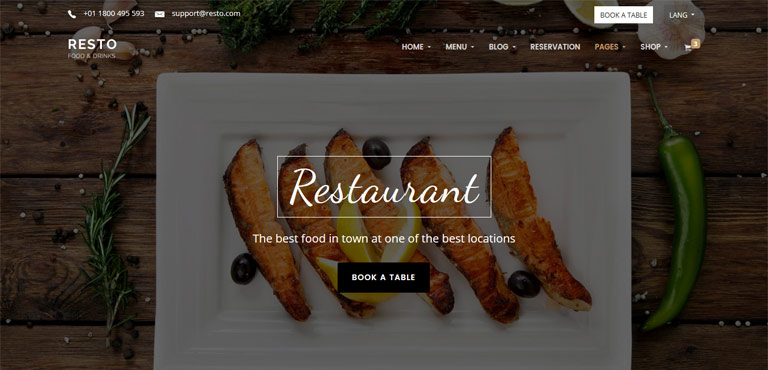 +01 1800 495 593 support@resto.com BOOK A TABLE LANG
RESTO
FOOD & DRINKS
HOME MENU BLOG RESERVATION PAGES SHOP 3
Restaurant
The best food in town at one of the best locations
BOOK A TABLE